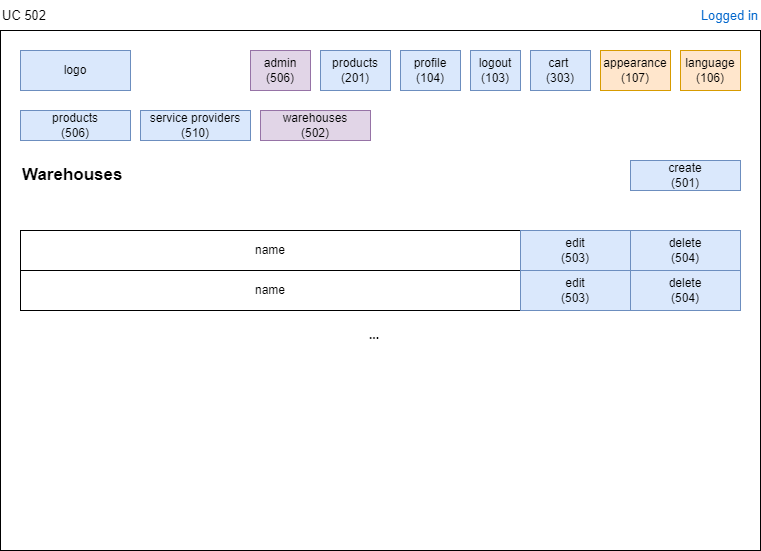 UC 502
Logged in
logo
admin
(506)
products
(201)
profile
(104)
logout
(103)
cart
(303)
appearance
(107)
language
(106)
products
(506)
service providers
(510)
warehouses
(502)
Warehouses
create
(501)
name
edit
(503)
delete
(504)
name
edit
(503)
delete
(504)
...